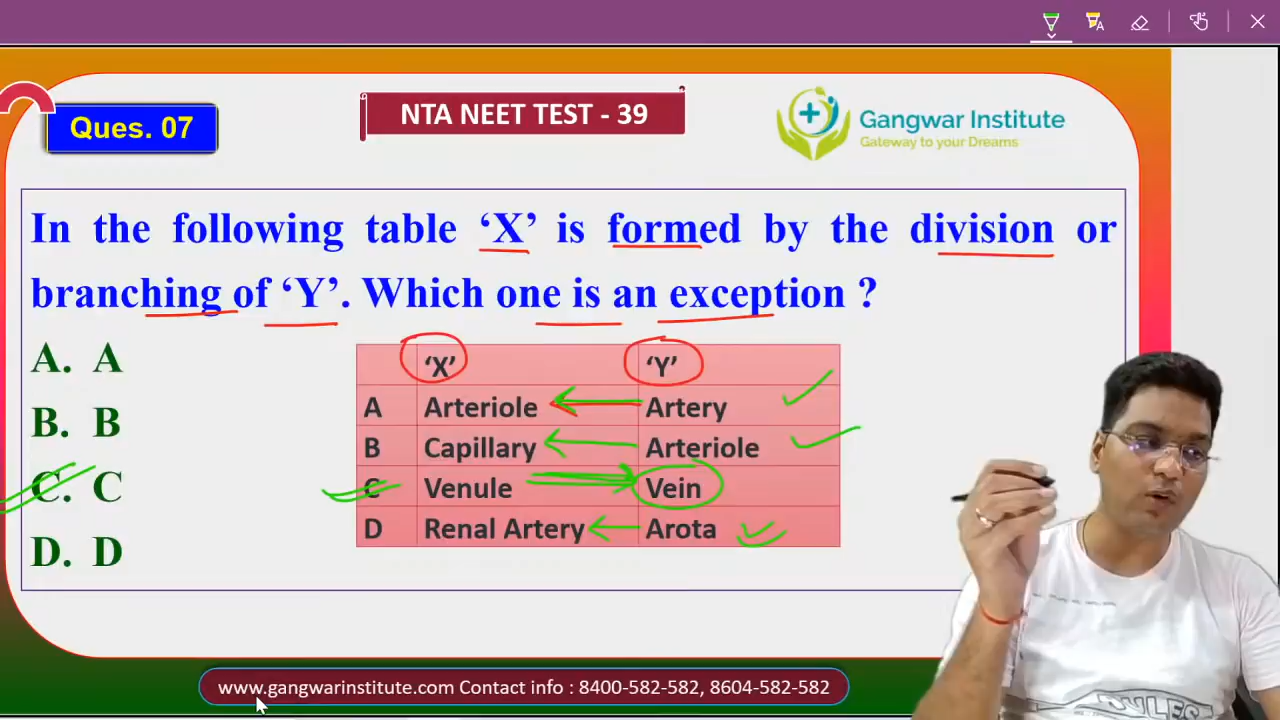 Ques. 07
NTA NEET TEST - 39
Gangwar Institute
Gateway to your Dreams
In the following table ‘X’ is formed by the division or
branching of ‘Y’. Which one is an exception ?
A. A
B. B
C. C
D. D
‘X’ ‘Y’
A Arteriole Artery
B Capillary Arteriole
C Venule Vein
D Renal Artery Arota
www.gangwarinstitute.com Contact info : 8400-582-582, 8604-582-582